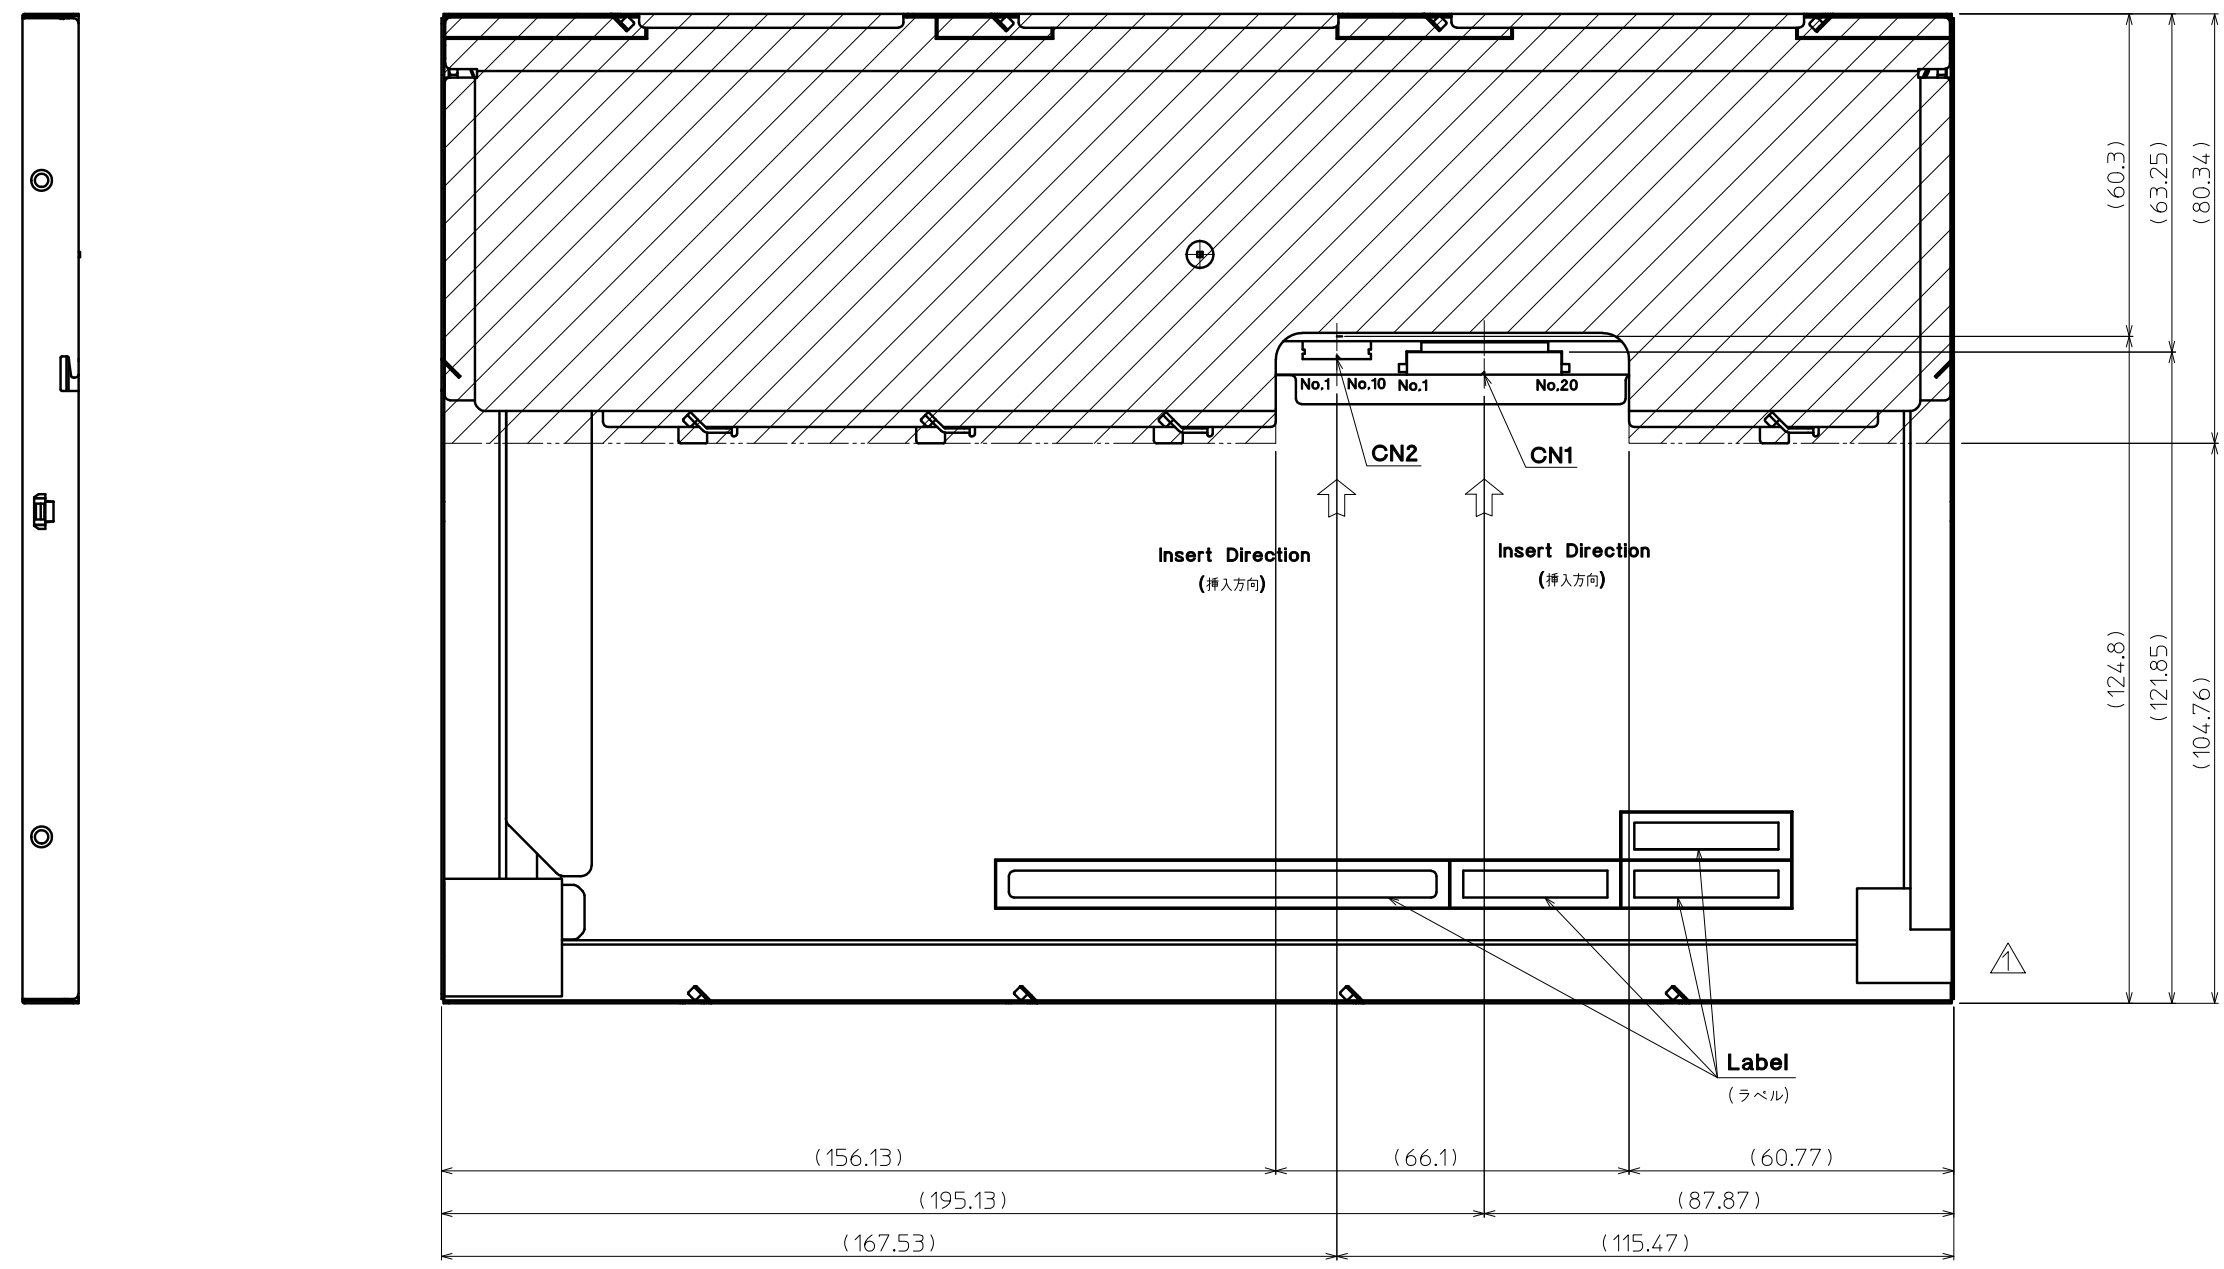 (60.3)
(63.25)
(80.34)
No.1
No.10
No.1
No.20
CN2
CN1
Insert Direction
(挿入方向)
Insert Direction
(挿入方向)
(124.8)
(121.85)
(104.76)
1
Label
(ラベル)
(156.13)
(66.1)
(60.77)
(195.13)
(87.87)
(167.53)
(115.47)